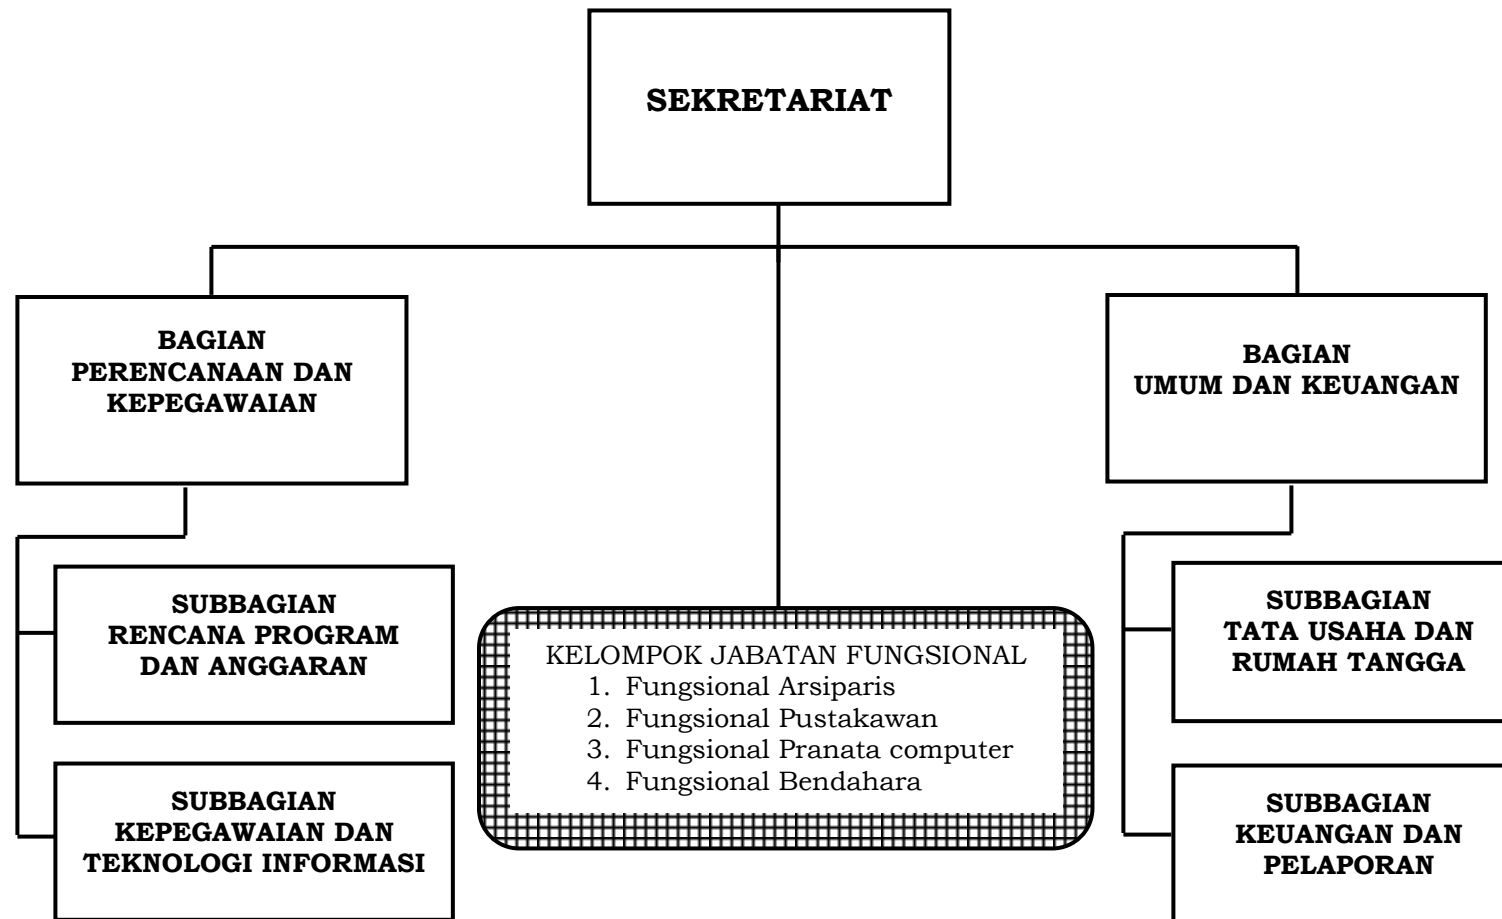 SEKRETARIAT
BAGIAN
PERENCANAAN DAN
KEPEGAWAIAN
BAGIAN
UMUM DAN KEUANGAN
SUBBAGIAN
RENCANA PROGRAM
DAN ANGGARAN
SUBBAGIAN
KEPEGAWAIAN DAN
TEKNOLOGI INFORMASI
KELOMPOK JABATAN FUNGSIONAL
1. Fungsional Arsiparis
2. Fungsional Pustakawan
3. Fungsional Pranata computer
4. Fungsional Bendahara
SUBBAGIAN
TATA USAHA DAN
RUMAH TANGGA
SUBBAGIAN
KEUANGAN DAN
PELAPORAN